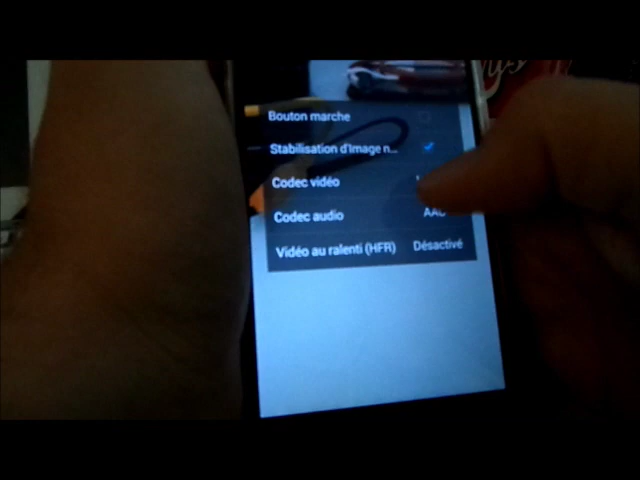 Bouton marche
Stabilisation d'Image n...
Codec vidéo
Codec audio AAC
Vidéo au ralenti (HFR) Désactivé